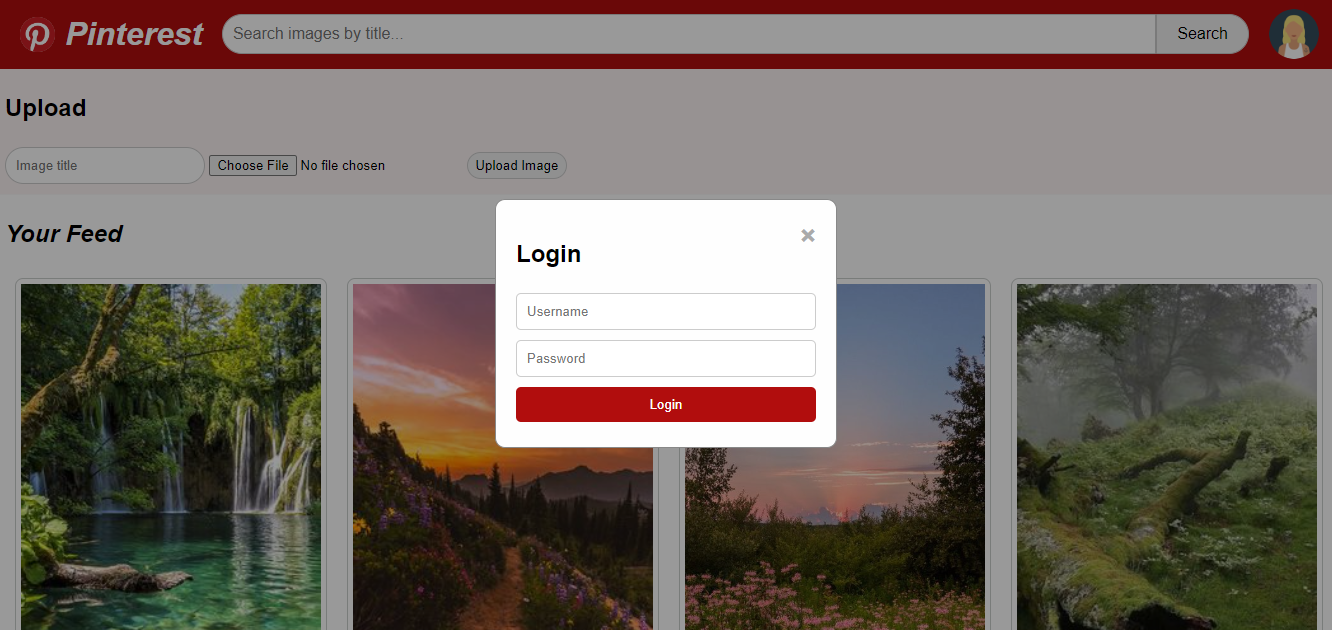 Pinterest
Search images by title...
Search
Upload
Image title
Choose File No file chosen
Upload Image
Your Feed
×
Login
Username
Password
Login